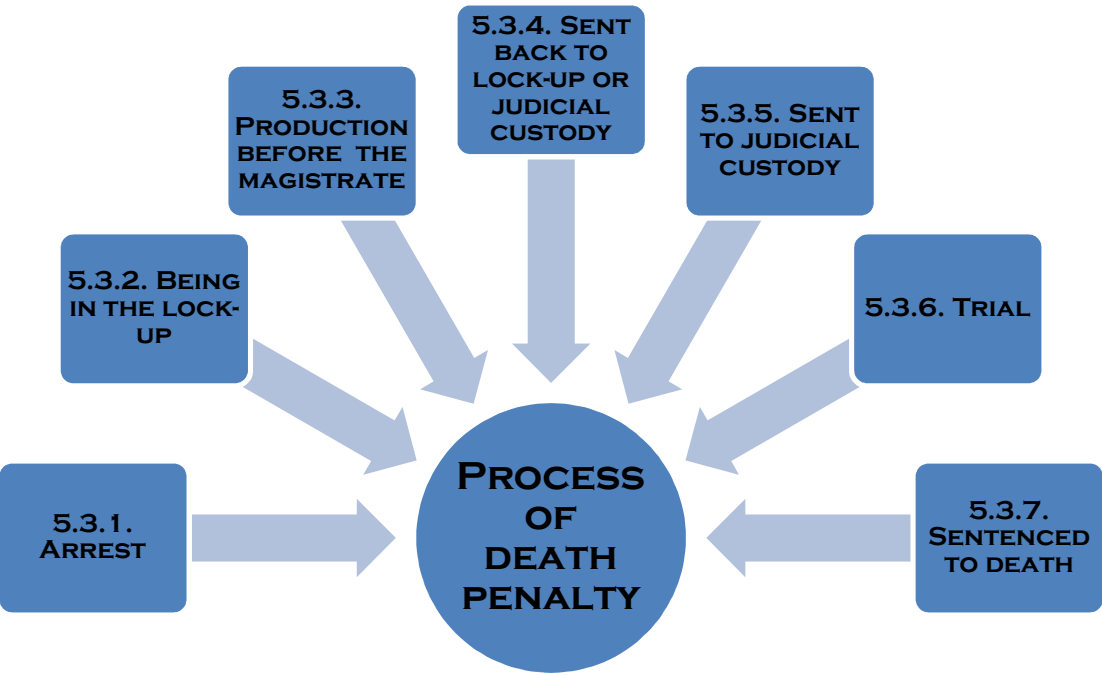 5.3.1.
Arrest
5.3.2. Being
in the lock-
up
5.3.3.
Production
before the
magistrate
5.3.4. Sent
back to
lock-up or
judicial
custody
5.3.5. Sent
to judicial
custody
5.3.6. Trial
5.3.7.
Sentenced
to death
Process
of
death
penalty